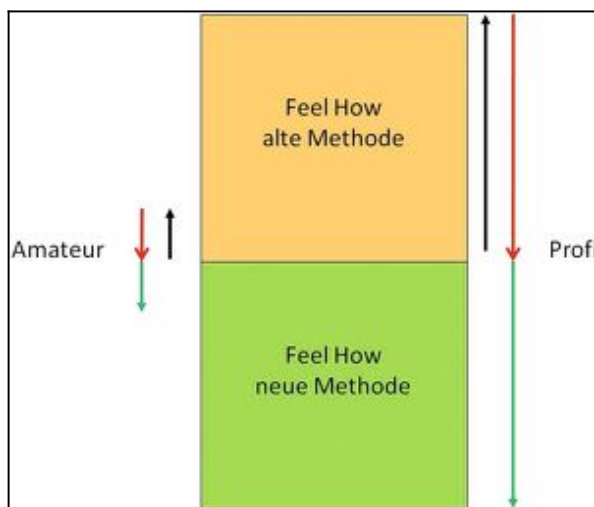 Feel How
alte Methode
Amateur
Profi
Feel How
neue Methode